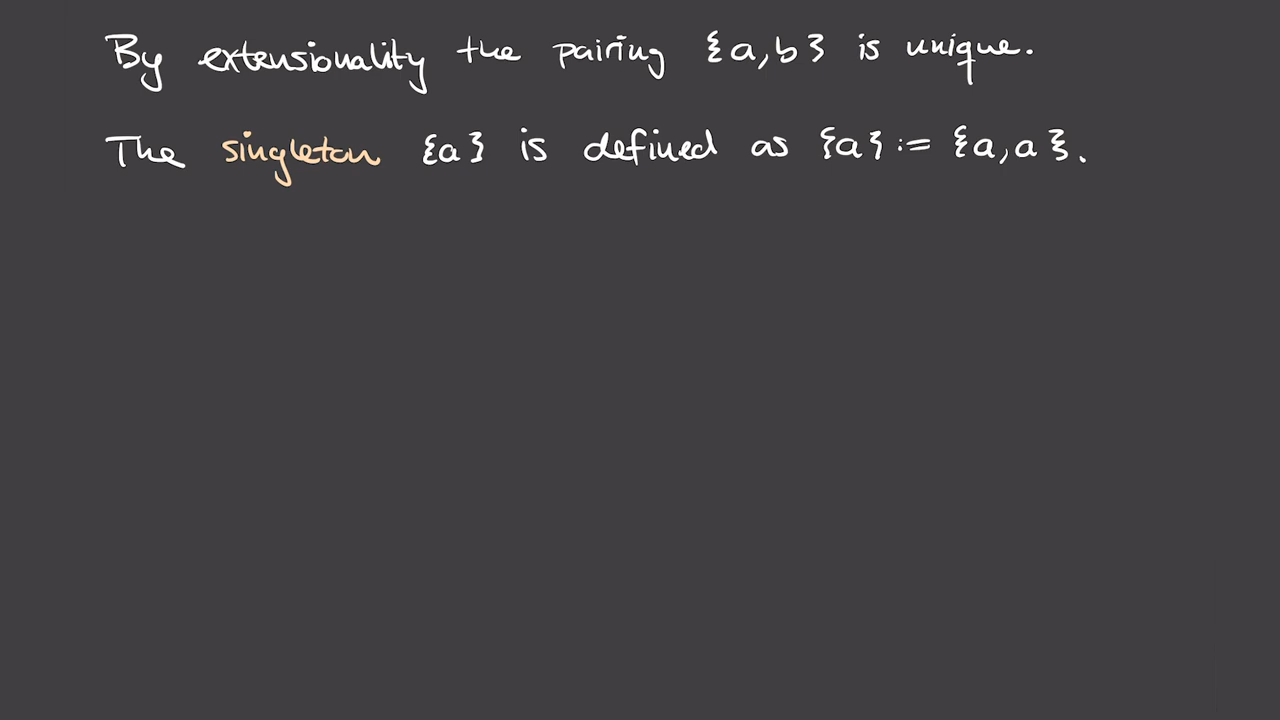 By extensionality the pairing {a,b} is unique.
The singleton {a} is defined as {a} := {a,a}.